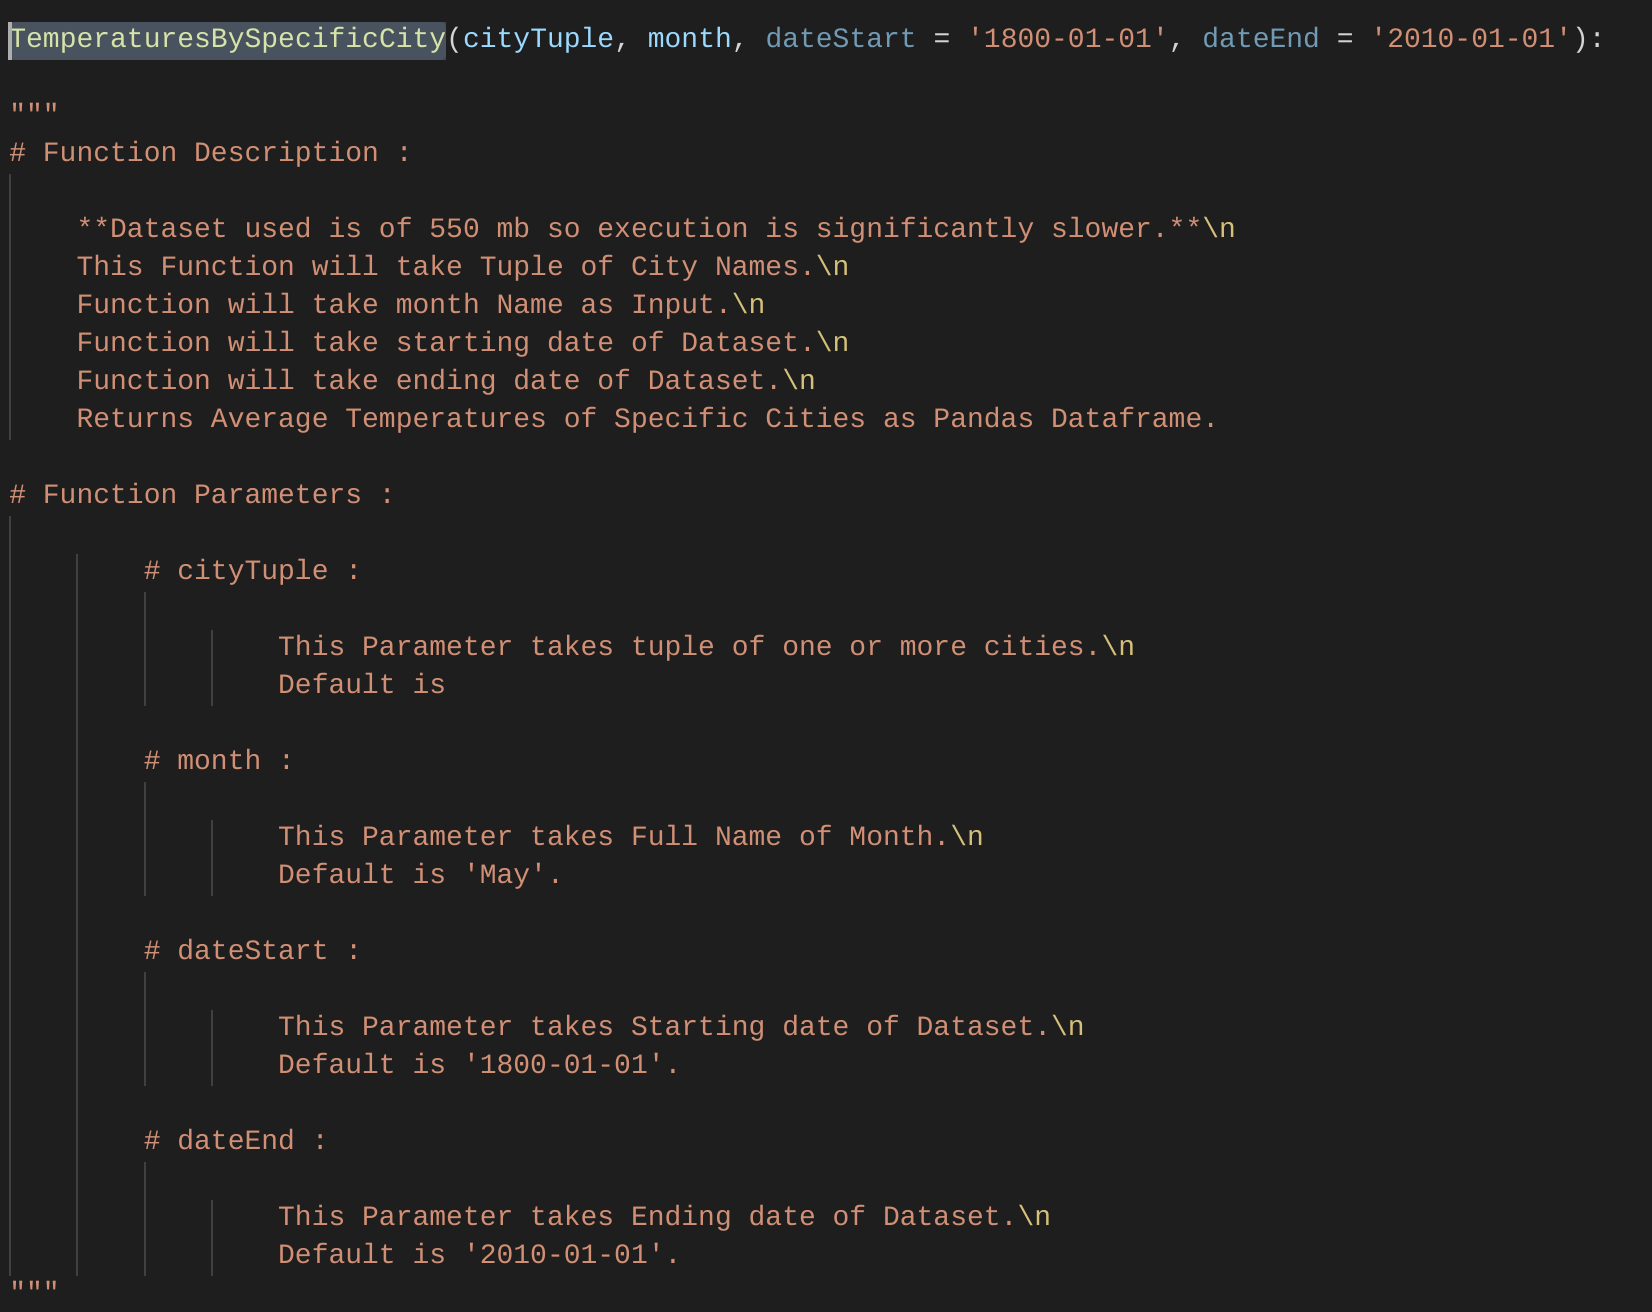 TemperaturesBySpecificCity(cityTuple, month, dateStart = '1800-01-01', dateEnd = '2010-01-01'):
"""
# Function Description :
**Dataset used is of 550 mb so execution is significantly slower.**\n
This Function will take Tuple of City Names.\n
Function will take month Name as Input.\n
Function will take starting date of Dataset.\n
Function will take ending date of Dataset.\n
Returns Average Temperatures of Specific Cities as Pandas Dataframe.
# Function Parameters :
# cityTuple :
This Parameter takes tuple of one or more cities.\n
Default is
# month :
This Parameter takes Full Name of Month.\n
Default is 'May'.
# dateStart :
This Parameter takes Starting date of Dataset.\n
Default is '1800-01-01'.
# dateEnd :
This Parameter takes Ending date of Dataset.\n
Default is '2010-01-01'.
"""